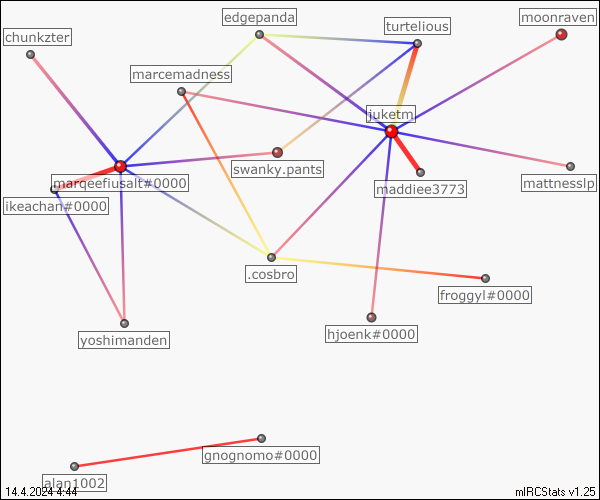 edgepanda
moonraven
turtelious
chunkzter
marcemadness
juketm
swanky.pants
marqeefiusalt#0000
maddiee3773
mattnesslp
ikeachan#0000
.cosbro
froggyl#0000
hjoenk#0000
yoshimanden
gnognomo#0000
alan1002
14.4.2024 4:44
mIRCStats v1.25